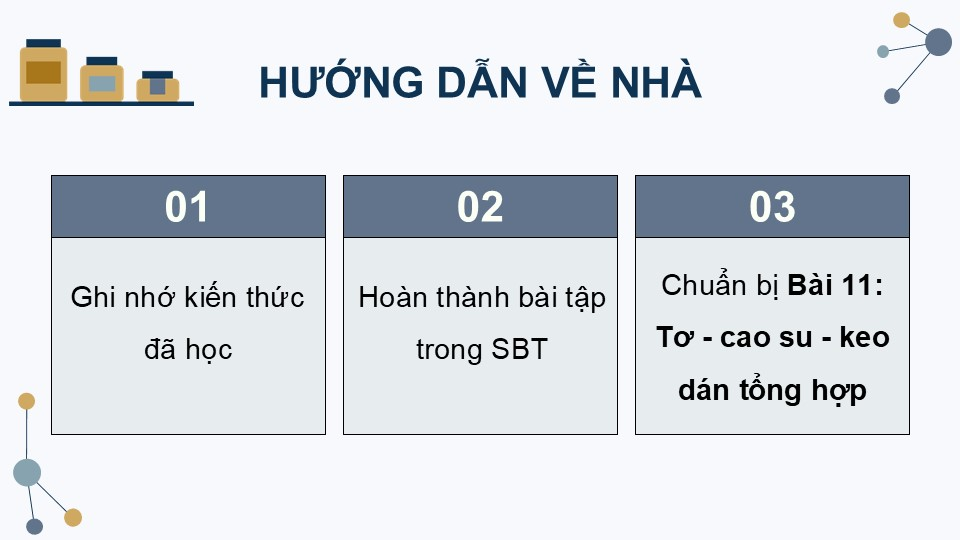 HƯỚNG DẪN VỀ NHÀ
01
Ghi nhớ kiến thức
đã học
02
Hoàn thành bài tập
trong SBT
03
Chuẩn bị Bài 11:
Tơ - cao su - keo
dán tổng hợp